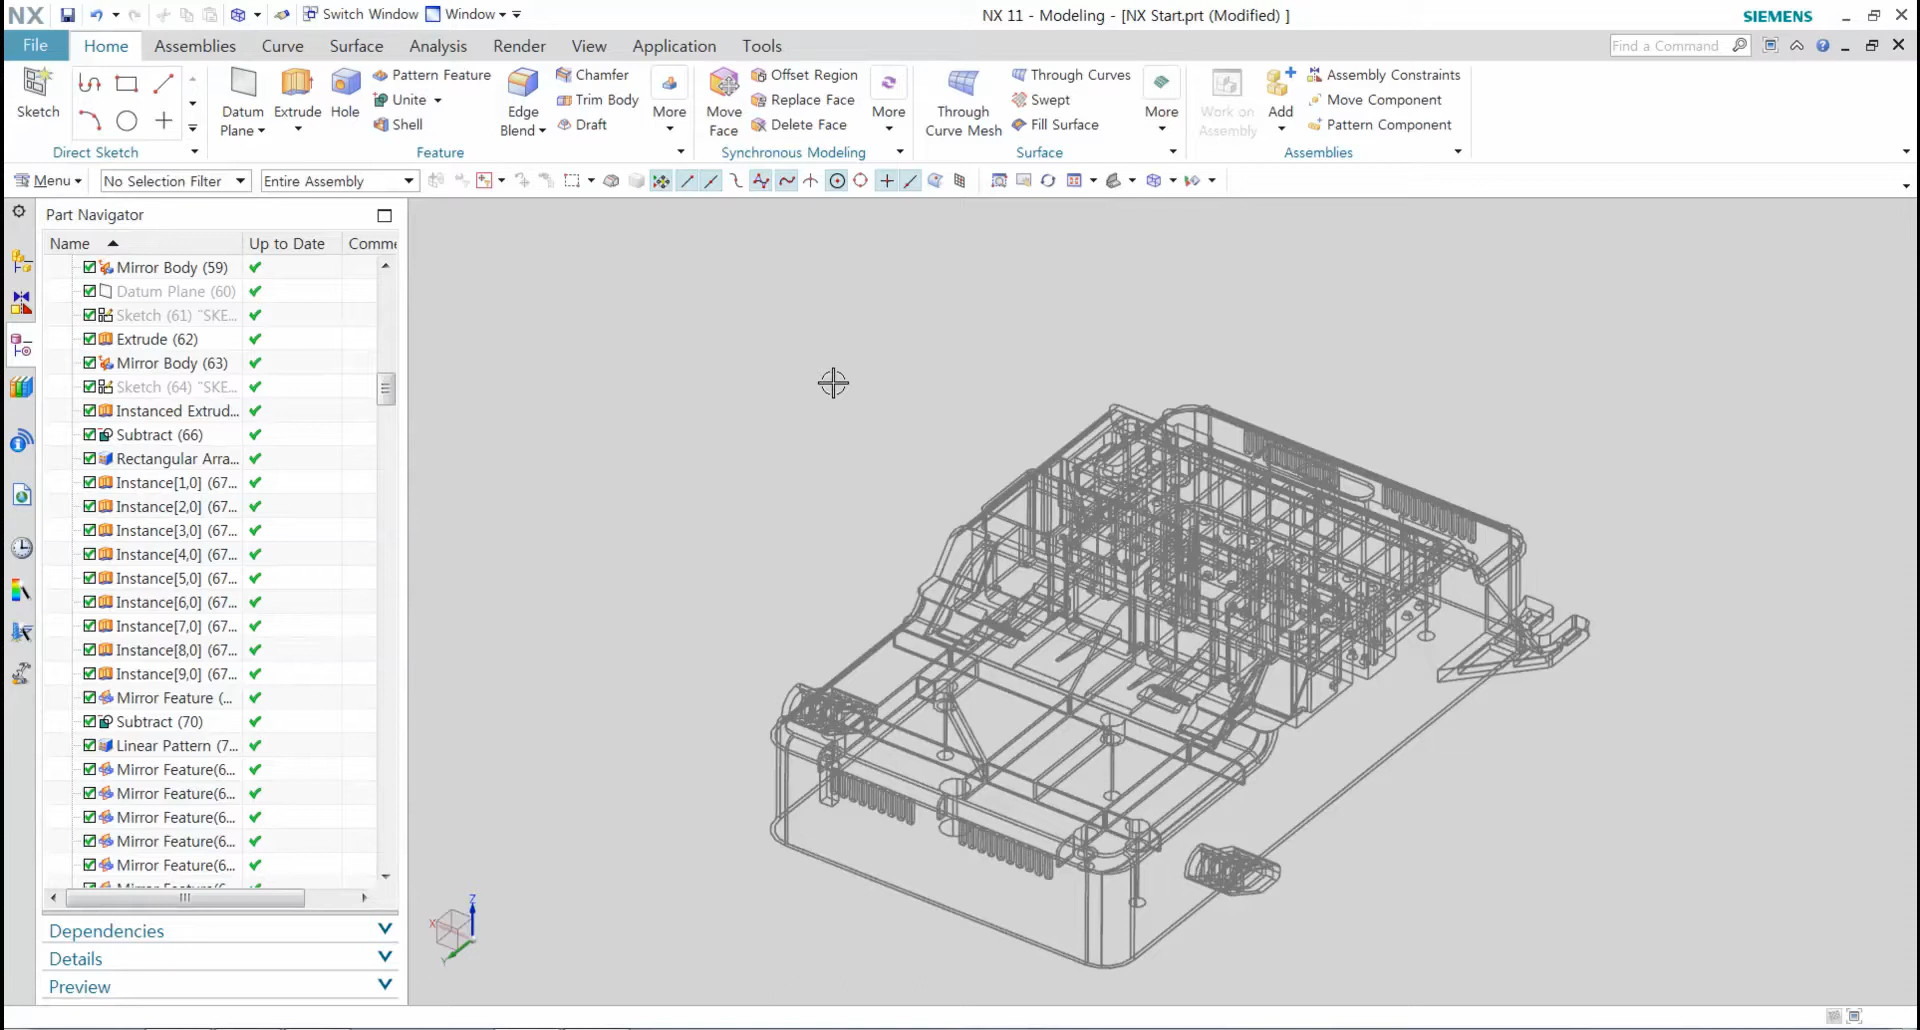 NX Switch Window Window NX 11 - Modeling - [NX Start.prt (Modified) ] SIEMENS
File Home Assemblies Curve Surface Analysis Render View Application Tools Find a Command
Sketch
Direct Sketch
Datum Plane
Extrude
Hole
Pattern Feature
Unite
Shell
Edge Blend
Chamfer
Trim Body
Draft
More
Feature
Move Face
Offset Region
Replace Face
Delete Face
More
Synchronous Modeling
Through Curve Mesh
Through Curves
Swept
Fill Surface
More
Surface
Work on Assembly
Add
Assembly Constraints
Move Component
Pattern Component
Assemblies
Menu No Selection Filter Entire Assembly
Part Navigator
Name Up to Date Comme
Mirror Body (59)
Datum Plane (60)
Sketch (61) "SKE...
Extrude (62)
Mirror Body (63)
Sketch (64) "SKE...
Instanced Extrud...
Subtract (66)
Rectangular Arra...
Instance[1,0] (67...
Instance[2,0] (67...
Instance[3,0] (67...
Instance[4,0] (67...
Instance[5,0] (67...
Instance[6,0] (67...
Instance[7,0] (67...
Instance[8,0] (67...
Instance[9,0] (67...
Mirror Feature (...
Subtract (70)
Linear Pattern (7...
Mirror Feature(6...
Mirror Feature(6...
Mirror Feature(6...
Mirror Feature(6...
Mirror Feature(6...
Dependencies
Details
Preview
X
Y
Z